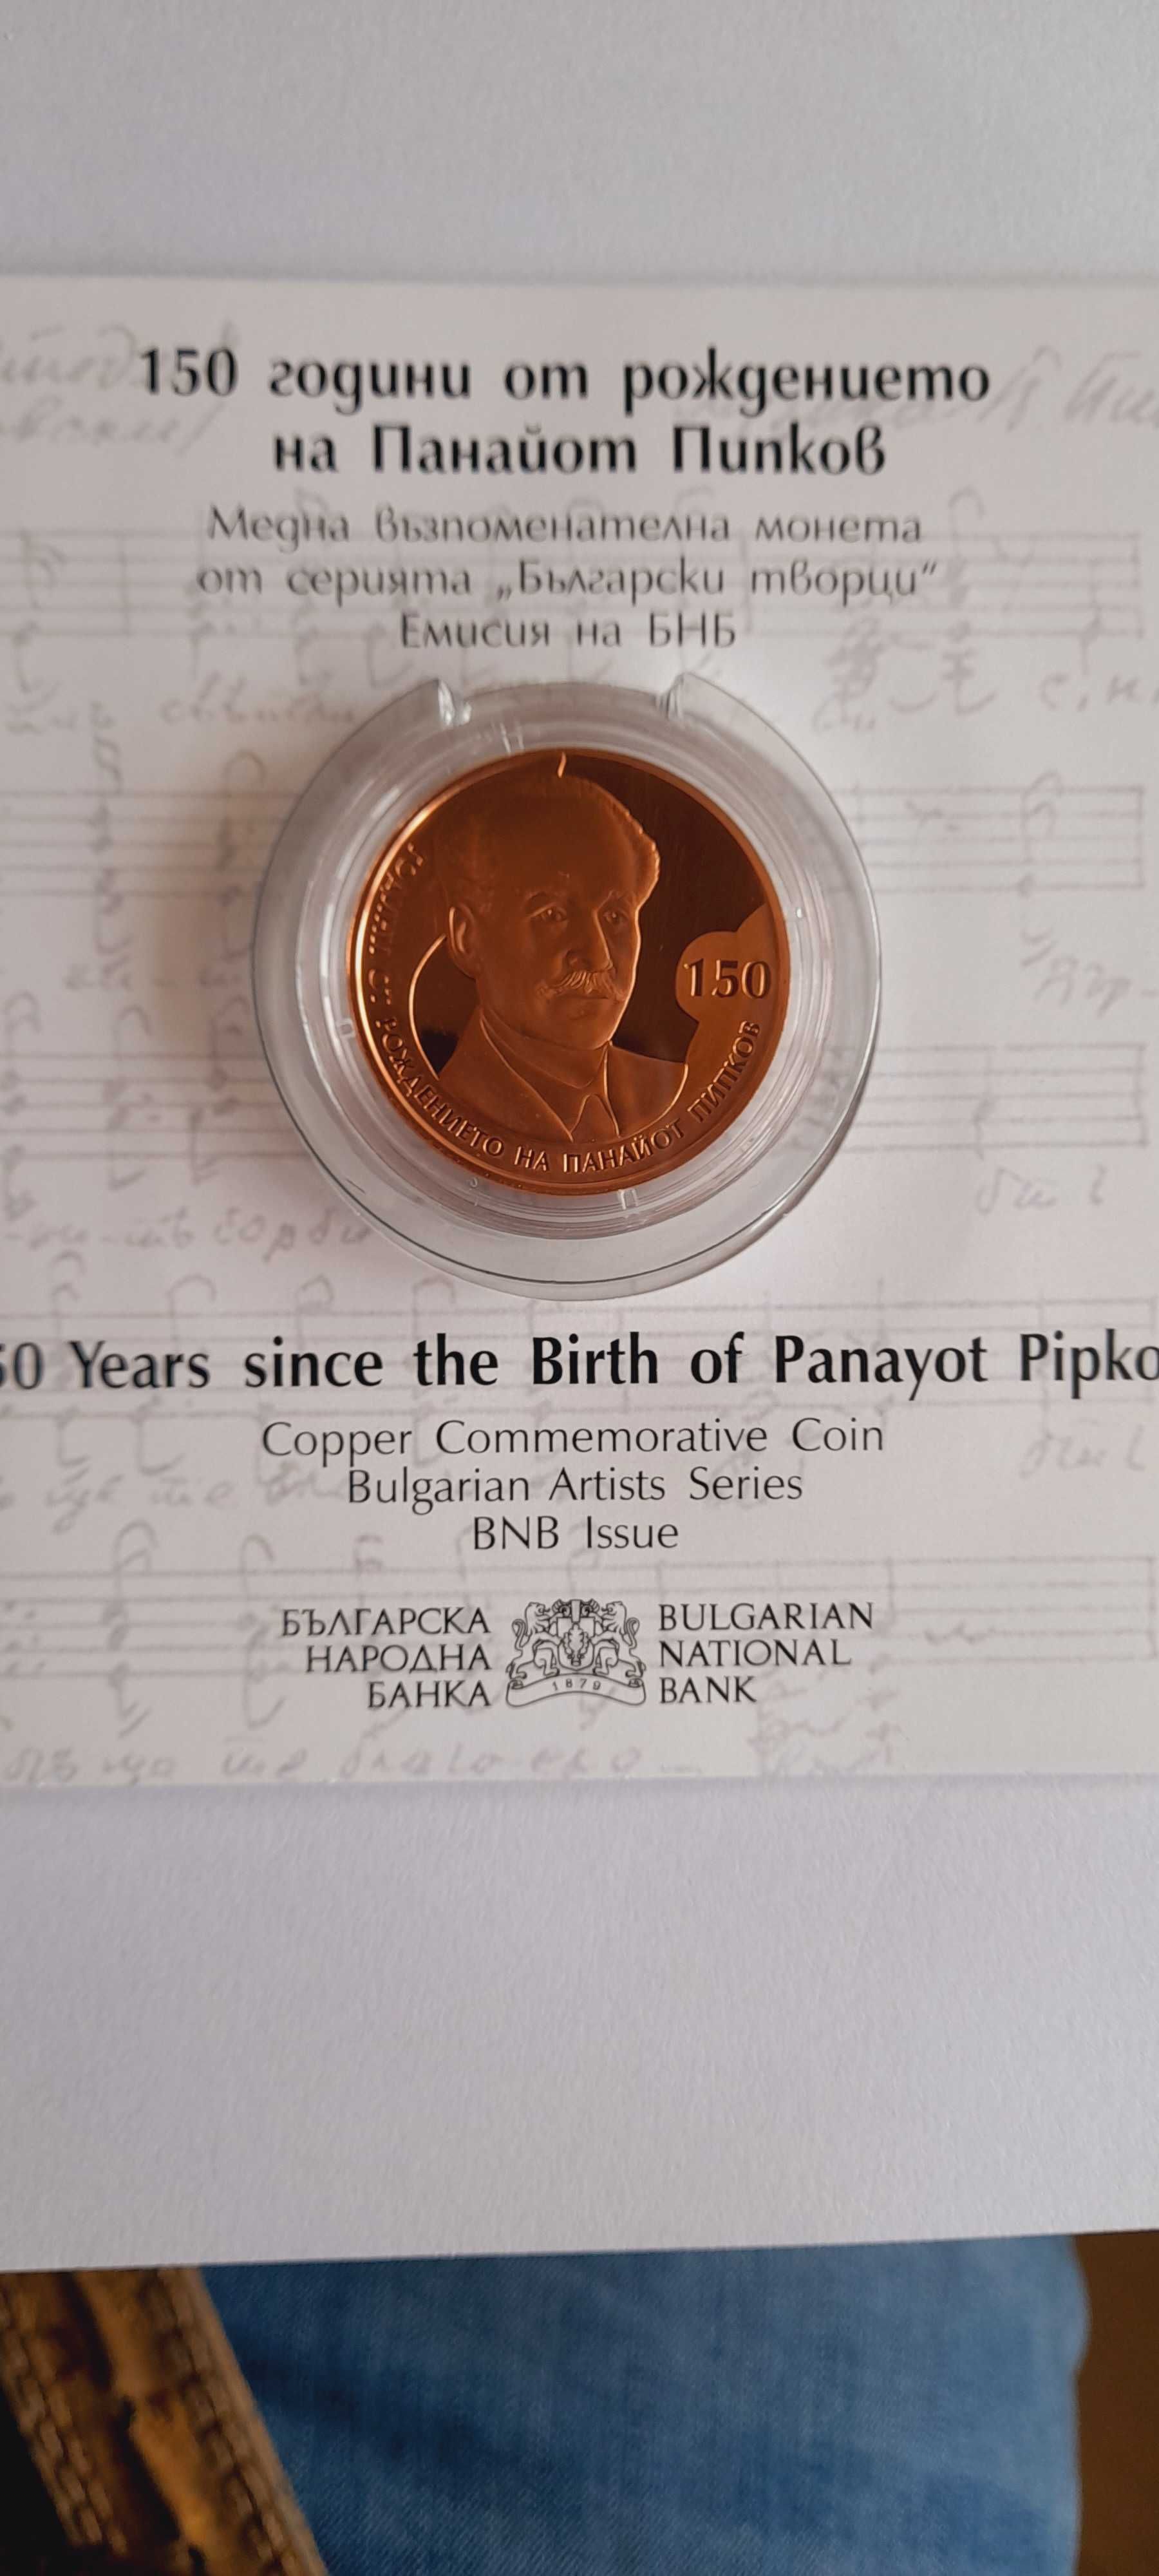 150 години от рождението
на Панайот Пипков
Медна възпоменателна монета
от серията „Български творци“
Емисия на БНБ
150
ГОДИНИ ОТ РОЖДЕНИЕТО НА ПАНАЙОТ ПИПКОВ
50 Years since the Birth of Panayot Pipko
Copper Commemorative Coin
Bulgarian Artists Series
BNB Issue
БЪЛГАРСКА
НАРОДНА
БАНКА
1879
BULGARIAN
NATIONAL
BANK